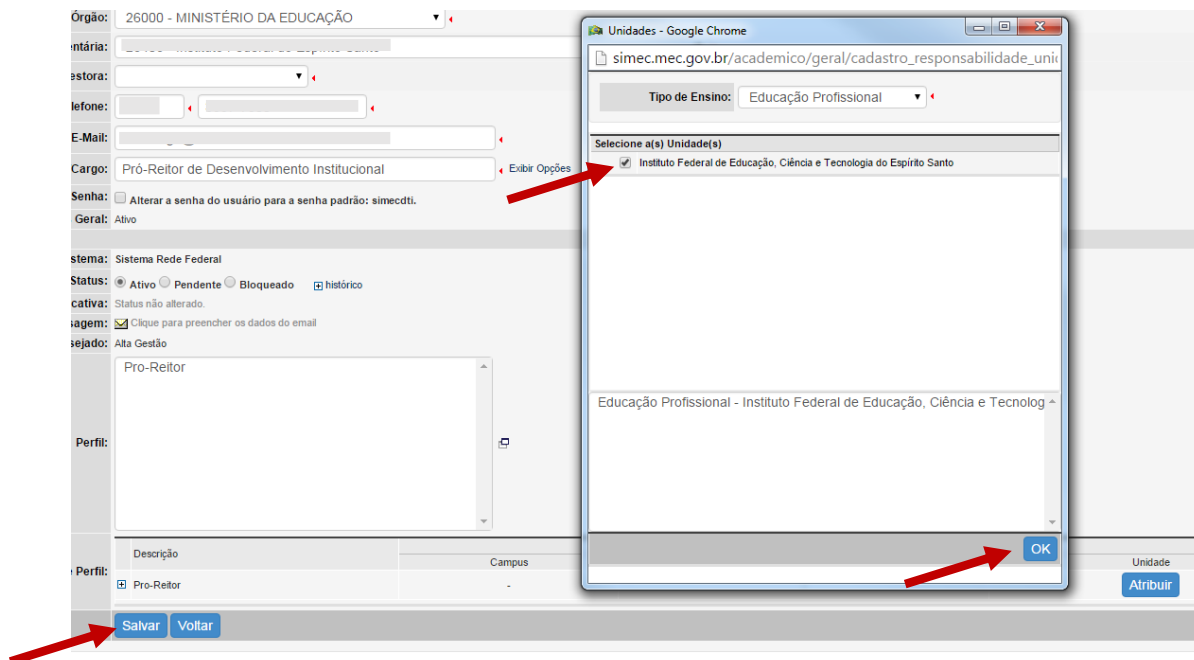 Órgão: 26000 - MINISTÉRIO DA EDUCAÇÃO
entária:
estora:
lefone:
E-Mail:
Cargo: Pró-Reitor de Desenvolvimento Institucional Exibir Opções
Senha: Alterar a senha do usuário para a senha padrão: simecdti.
Geral: Ativo
stema: Sistema Rede Federal
Status: Ativo Pendente Bloqueado histórico
cativa: Status não alterado.
sagem: Clique para preencher os dados do email
sejado: Alta Gestão
Pro-Reitor
Perfil:
Descrição
Campus
Unidade
Perfil:
Pro-Reitor - Atribuir
Salvar Voltar
Unidades - Google Chrome
simec.mec.gov.br/academico/geral/cadastro_responsabilidade_unid
Tipo de Ensino: Educação Profissional
Selecione a(s) Unidade(s)
Instituto Federal de Educação, Ciência e Tecnologia do Espírito Santo
Educação Profissional - Instituto Federal de Educação, Ciência e Tecnolog
OK